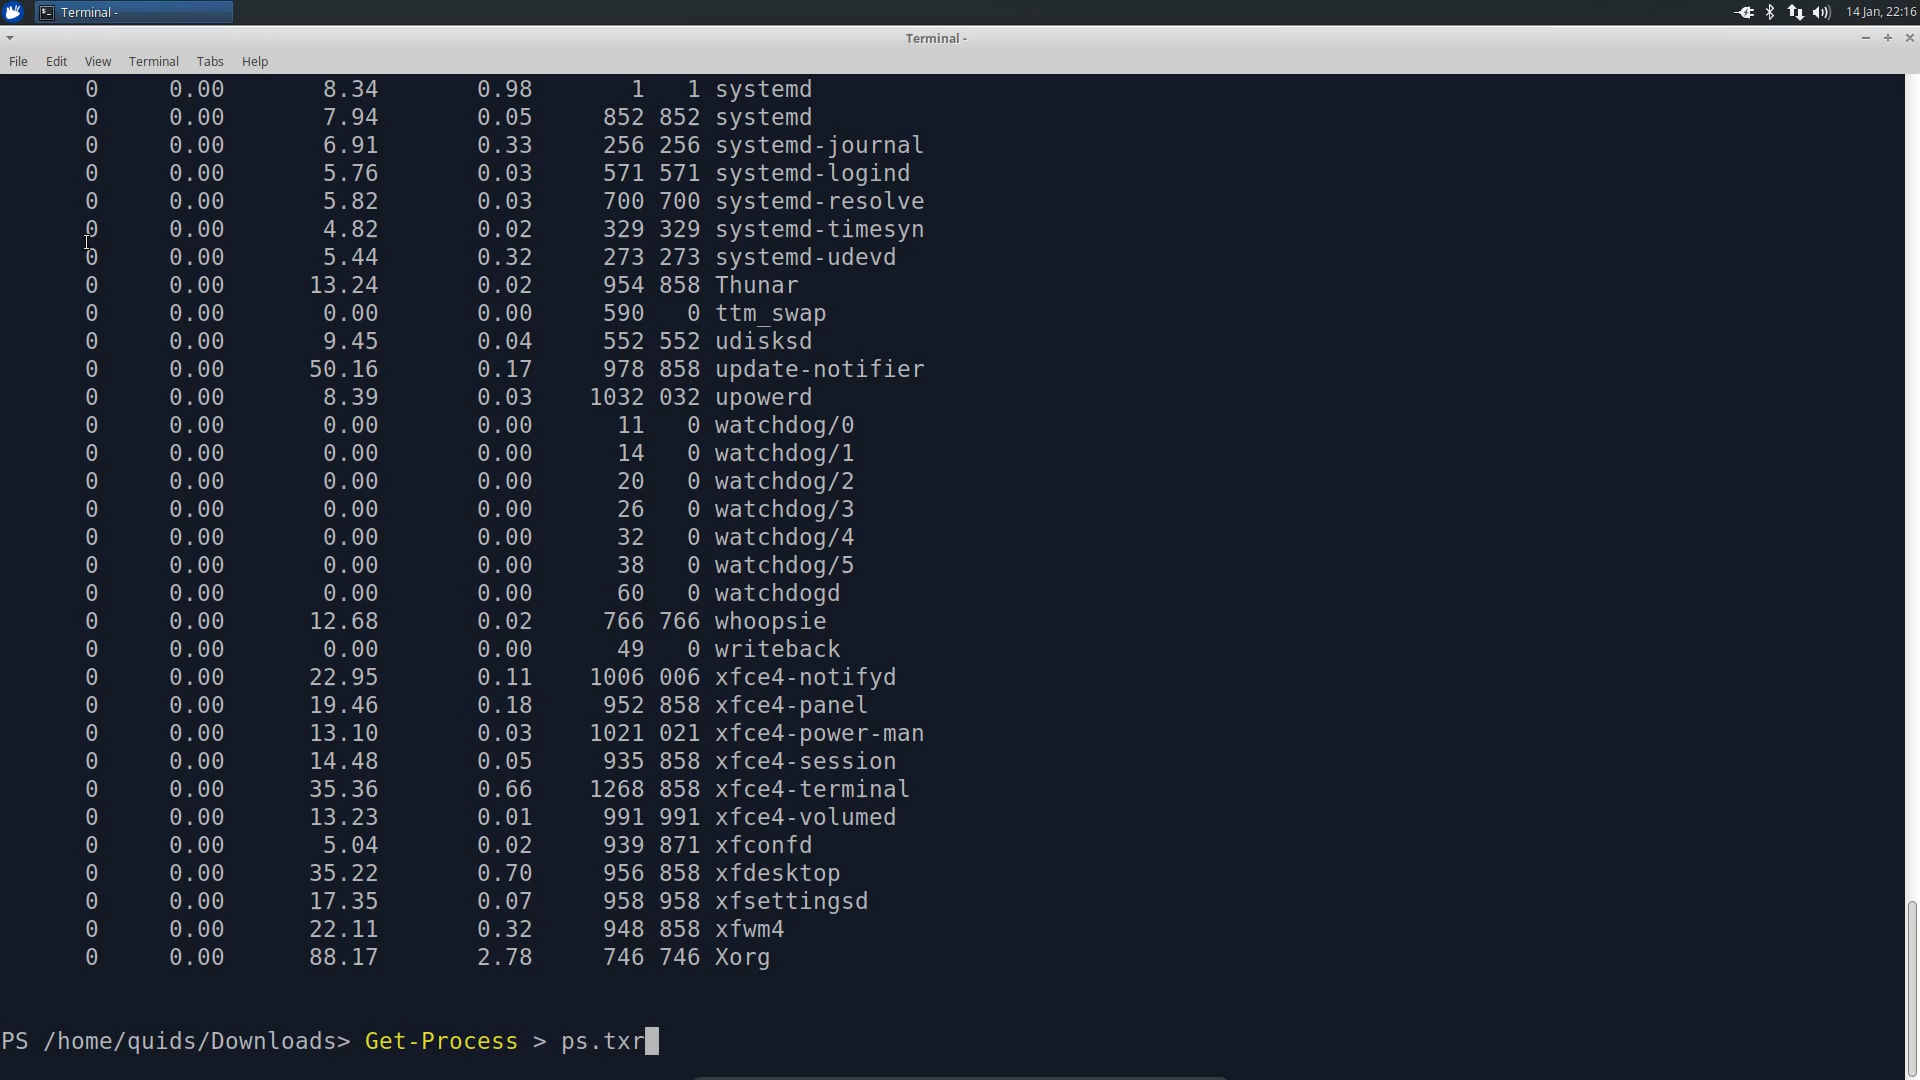 Terminal -
14 Jan, 22:16
Terminal -
File Edit View Terminal Tabs Help
0 0.00 8.34 0.98 1 1 systemd
0 0.00 7.94 0.05 852 852 systemd
0 0.00 6.91 0.33 256 256 systemd-journal
0 0.00 5.76 0.03 571 571 systemd-logind
0 0.00 5.82 0.03 700 700 systemd-resolve
0 0.00 4.82 0.02 329 329 systemd-timesyn
0 0.00 5.44 0.32 273 273 systemd-udevd
0 0.00 13.24 0.02 954 858 Thunar
0 0.00 0.00 0.00 590 0 ttm_swap
0 0.00 9.45 0.04 552 552 udisksd
0 0.00 50.16 0.17 978 858 update-notifier
0 0.00 8.39 0.03 1032 032 upowerd
0 0.00 0.00 0.00 11 0 watchdog/0
0 0.00 0.00 0.00 14 0 watchdog/1
0 0.00 0.00 0.00 20 0 watchdog/2
0 0.00 0.00 0.00 26 0 watchdog/3
0 0.00 0.00 0.00 32 0 watchdog/4
0 0.00 0.00 0.00 38 0 watchdog/5
0 0.00 0.00 0.00 60 0 watchdogd
0 0.00 12.68 0.02 766 766 whoopsie
0 0.00 0.00 0.00 49 0 writeback
0 0.00 22.95 0.11 1006 006 xfce4-notifyd
0 0.00 19.46 0.18 952 858 xfce4-panel
0 0.00 13.10 0.03 1021 021 xfce4-power-man
0 0.00 14.48 0.05 935 858 xfce4-session
0 0.00 35.36 0.66 1268 858 xfce4-terminal
0 0.00 13.23 0.01 991 991 xfce4-volumed
0 0.00 5.04 0.02 939 871 xfconfd
0 0.00 35.22 0.70 956 858 xfdesktop
0 0.00 17.35 0.07 958 958 xfsettingsd
0 0.00 22.11 0.32 948 858 xfwm4
0 0.00 88.17 2.78 746 746 Xorg
PS /home/quids/Downloads> Get-Process > ps.txr